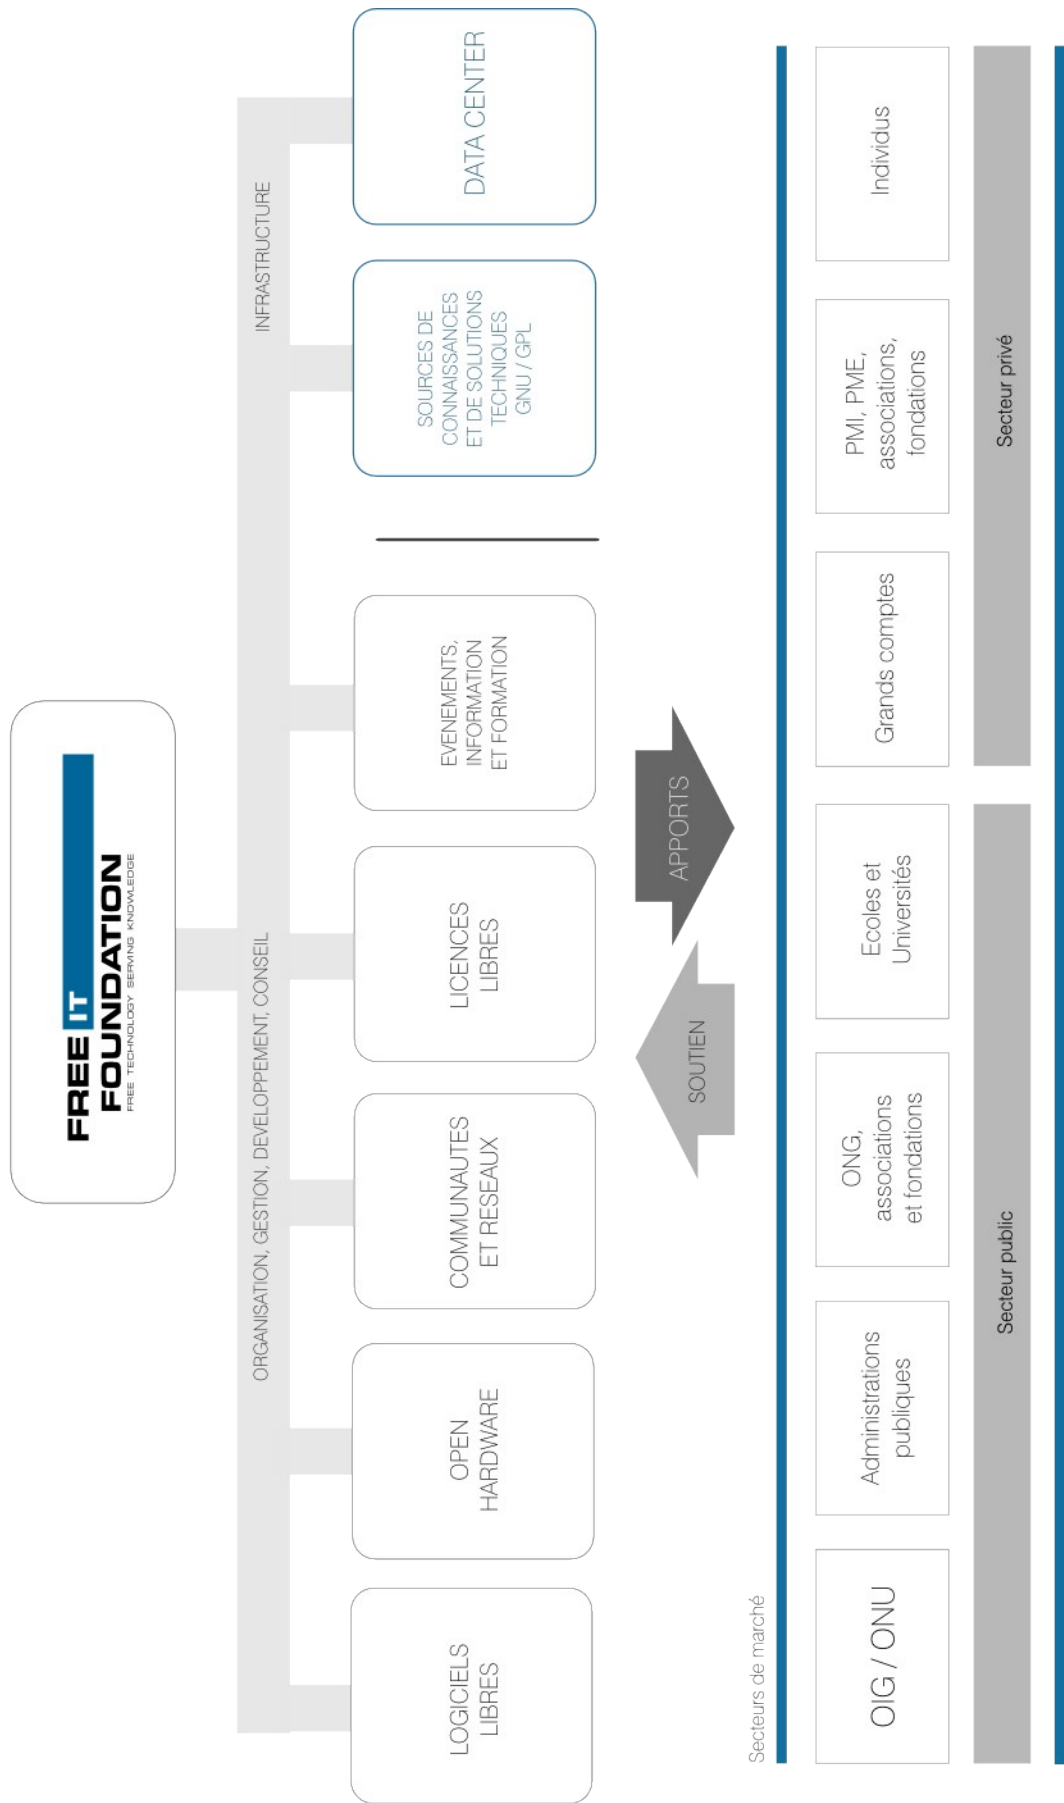 FREE IT
FOUNDATION
FREE TECHNOLOGY SERVING KNOWLEDGE
ORGANISATION, GESTION, DEVELOPPEMENT, CONSEIL
INFRASTRUCTURE
LOGICIELS
LIBRES
OPEN
HARDWARE
COMMUNAUTES
ET RESEAUX
LICENCES
LIBRES
EVENEMENTS,
INFORMATION
ET FORMATION
SOURCES DE
CONNAISSANCES
ET DE SOLUTIONS
TECHNIQUES
GNU / GPL
DATA CENTER
SOUTIEN
APPORTS
Secteurs de marché
OIG / ONU
Administrations
publiques
ONG,
associations
et fondations
Ecoles et
Universités
Grands comptes
PMI, PME,
associations,
fondations
Individus
Secteur public
Secteur privé